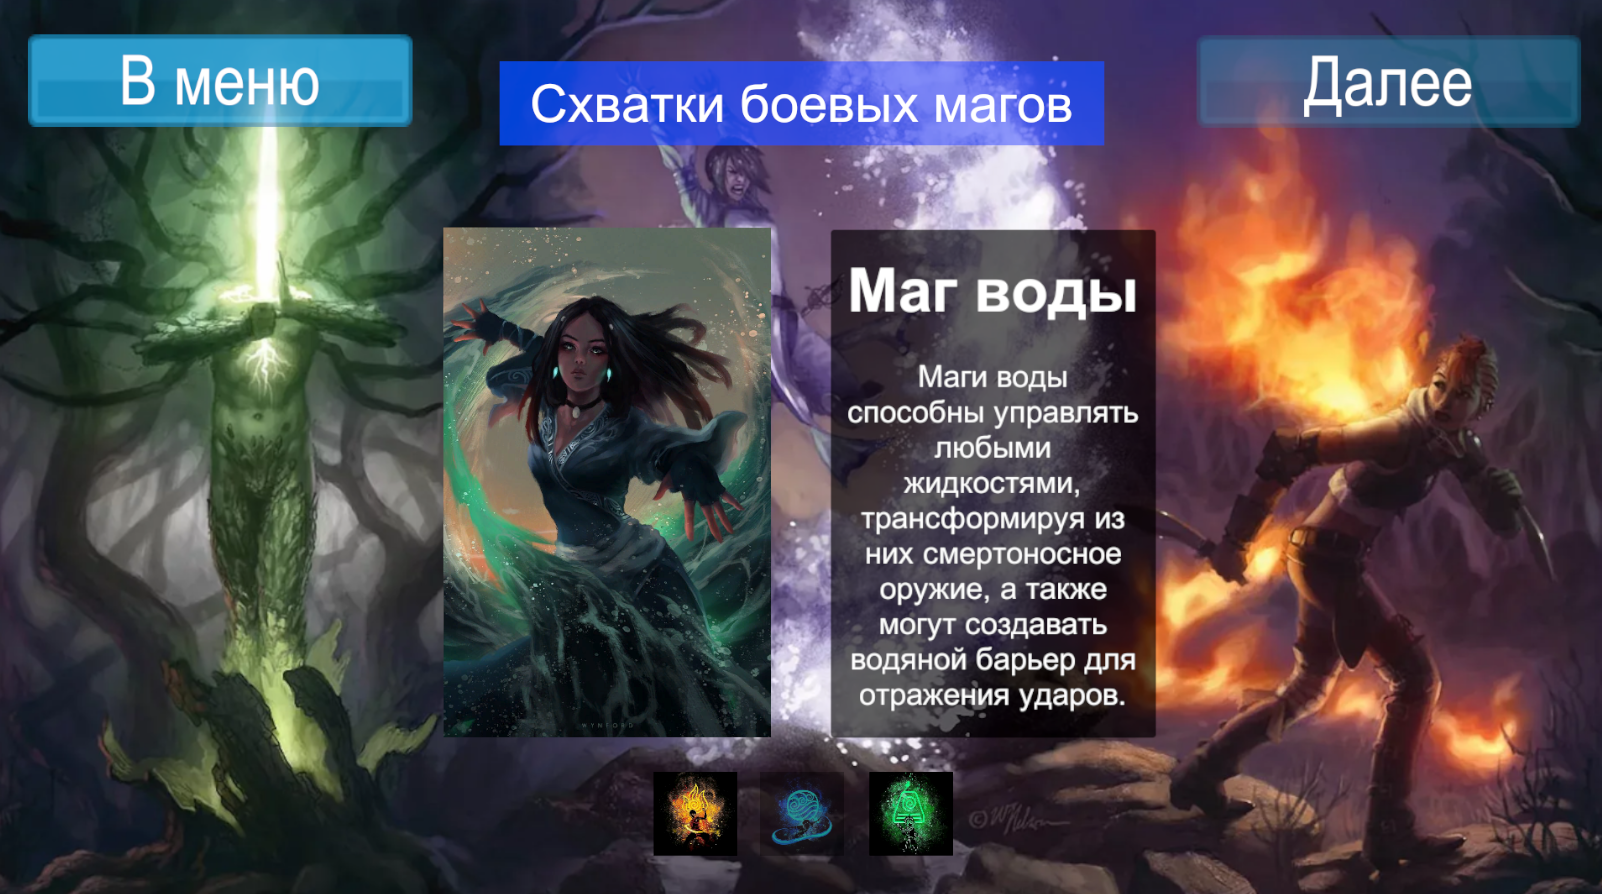 В меню
Схватки боевых магов
Далее
Маг воды
Маги воды
способны управлять
любыми
жидкостями,
трансформируя из
них смертоносное
оружие, а также
могут создавать
водяной барьер для
отражения ударов.
WYNFORD